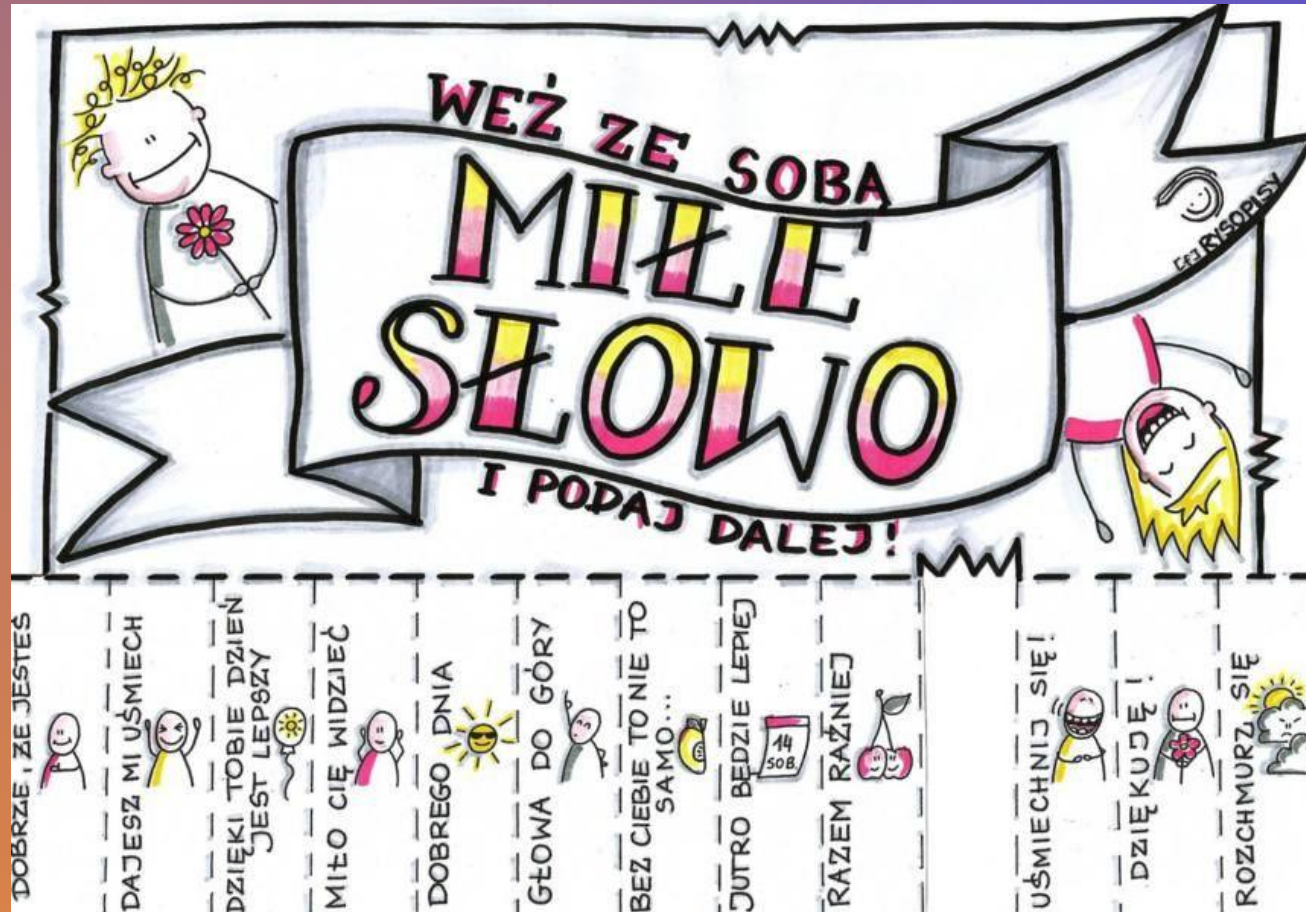 WEŹ ZE SOBĄ
MIŁE
SŁOWO
I PODAJ DALEJ!
[.] RYSOPISY
DOBRZE, ŻE JESTEŚ
DAJESZ MI UŚMIECH
DZIĘKI TOBIE DZIEŃ
JEST LEPSZY
MIŁO CIĘ WIDZIEĆ
DOBREGO DNIA
GŁOWA DO GÓRY
BEZ CIEBIE TO NIE TO
SAMO...
JUTRO BEDZIE LEPIEJ
14
SOB.
RAZEM RAŹNIEJ
UŚMIECHNIJ SIĘ!
DZIĘKUJĘ!
ROZCHMURZ SIĘ